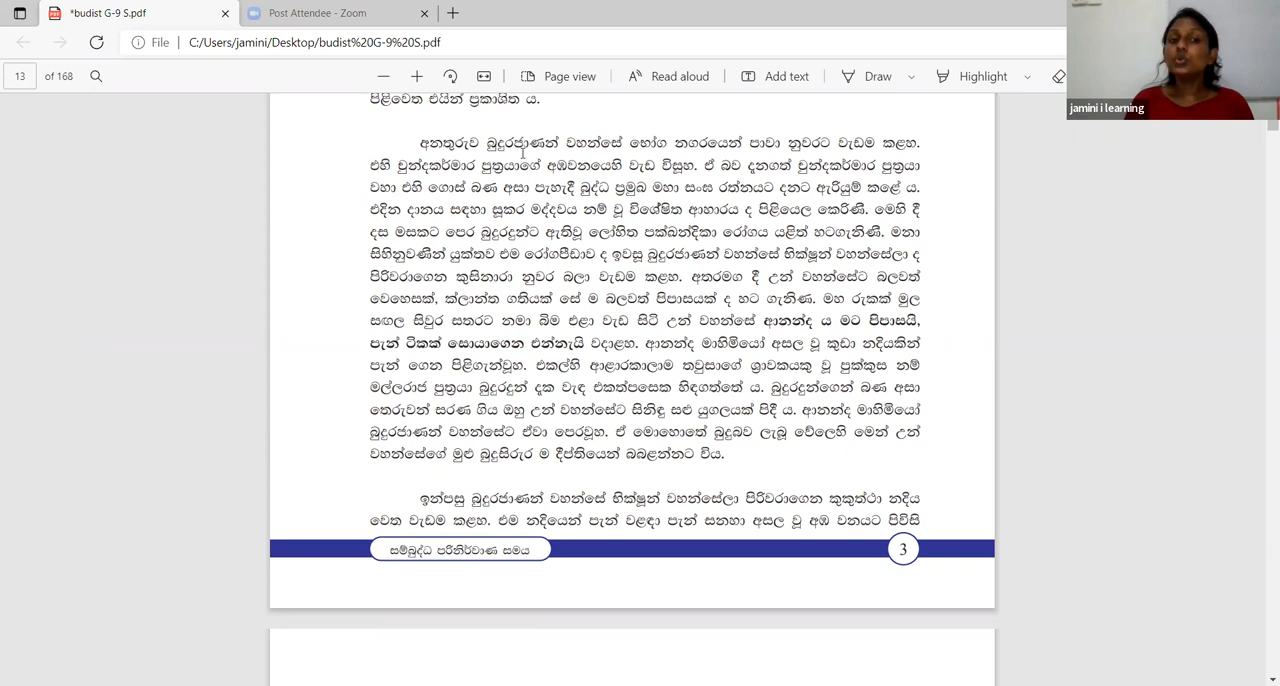 *budist G-9 S.pdf
Post Attendee - Zoom
File
C:/Users/jamini/Desktop/budist%20G-9%20S.pdf
13 of 168
Page view
Read aloud
Add text
Draw
Highlight
jamini i learning
පිළිවෙත එයින් ප්‍රකාශිත ය.
අනතුරුව බුදුරජාණන් වහන්සේ භෝග නගරයෙන් පාවා නුවරට වැඩම කළහ.
එහි චුන්දකර්මාර පුත්‍රයාගේ අඹවනයෙහි වැඩ විසූහ. ඒ බව දැනගත් චුන්දකර්මාර පුත්‍රයා
වහා එහි ගොස් බණ අසා පැහැදී බුද්ධ ප්‍රමුඛ මහා සංඝ රත්නයට දනට ඇරියුම් කළේ ය.
එදින දානය සඳහා සූකර මද්දවය නම් වූ විශේෂිත ආහාරය ද පිළියෙල කෙරිණි. මෙහි දී
දස මසකට පෙර බුදුරදුන්ට ඇතිවූ ලෝහිත පක්ඛන්දිකා රෝගය යළිත් හටගැනිණි. මනා
සිහිනුවණින් යුක්තව එම රෝගපීඩාව ද ඉවසූ බුදුරජාණන් වහන්සේ භික්ෂූන් වහන්සේලා ද
පිරිවරාගෙන කුසිනාරා නුවර බලා වැඩම කළහ. අතරමග දී උන් වහන්සේට බලවත්
වෙහෙසක්, ක්ලාන්ත ගතියක් සේ ම බලවත් පිපාසයක් ද හට ගැනිණ. මහ රුකක් මුල
සඟල සිවුර සතරට නමා බිම එළා වැඩ සිටි උන් වහන්සේ ආනන්ද ය මට පිපාසයි,
පැන් ටිකක් සොයාගෙන එන්නැයි වදාළහ. ආනන්ද මාහිමියෝ අසල වූ කුඩා නදියකින්
පැන් ගෙන පිළිගැන්වූහ. එකල්හි ආළාරකාලාම තවුසාගේ ශ්‍රාවකයකු වූ පුක්කුස නම්
මල්ලරාජ පුත්‍රයා බුදුරදුන් දැක වැඳ එකත්පසෙක හිඳගත්තේ ය. බුදුරදුන්ගෙන් බණ අසා
තෙරුවන් සරණ ගිය ඔහු උන් වහන්සේට සිනිඳු සළු යුගලයක් පිදී ය. ආනන්ද මාහිමියෝ
බුදුරජාණන් වහන්සේට ඒවා පෙරවූහ. ඒ මොහොතේ බුදුබව ලැබූ වේලෙහි මෙන් උන්
වහන්සේගේ මුළු බුදුසිරුර ම දීප්තියෙන් බබළන්නට විය.
ඉන්පසු බුදුරජාණන් වහන්සේ භික්ෂූන් වහන්සේලා පිරිවරාගෙන කුකුත්ථා නදිය
වෙත වැඩම කළහ. එම නදියෙන් පැන් වළඳා පැන් සනහා අසල වූ අඹ වනයට පිවිසි
සම්බුද්ධ පරිනිර්වාණ සමය
3